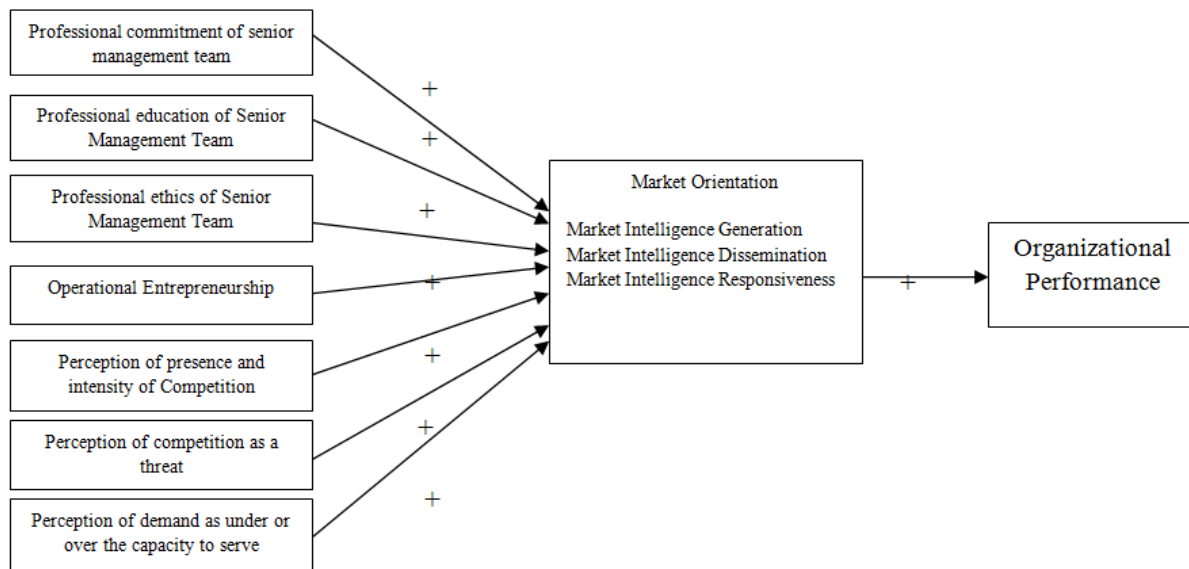 Professional commitment of senior
management team
+
Professional education of Senior
Management Team
+
Professional ethics of Senior
Management Team
+
Operational Entrepreneurship
+
Perception of presence and
intensity of Competition
+
Perception of competition as a
threat
+
Perception of demand as under or
over the capacity to serve
+
Market Orientation
Market Intelligence Generation
Market Intelligence Dissemination
Market Intelligence Responsiveness
+
Organizational
Performance